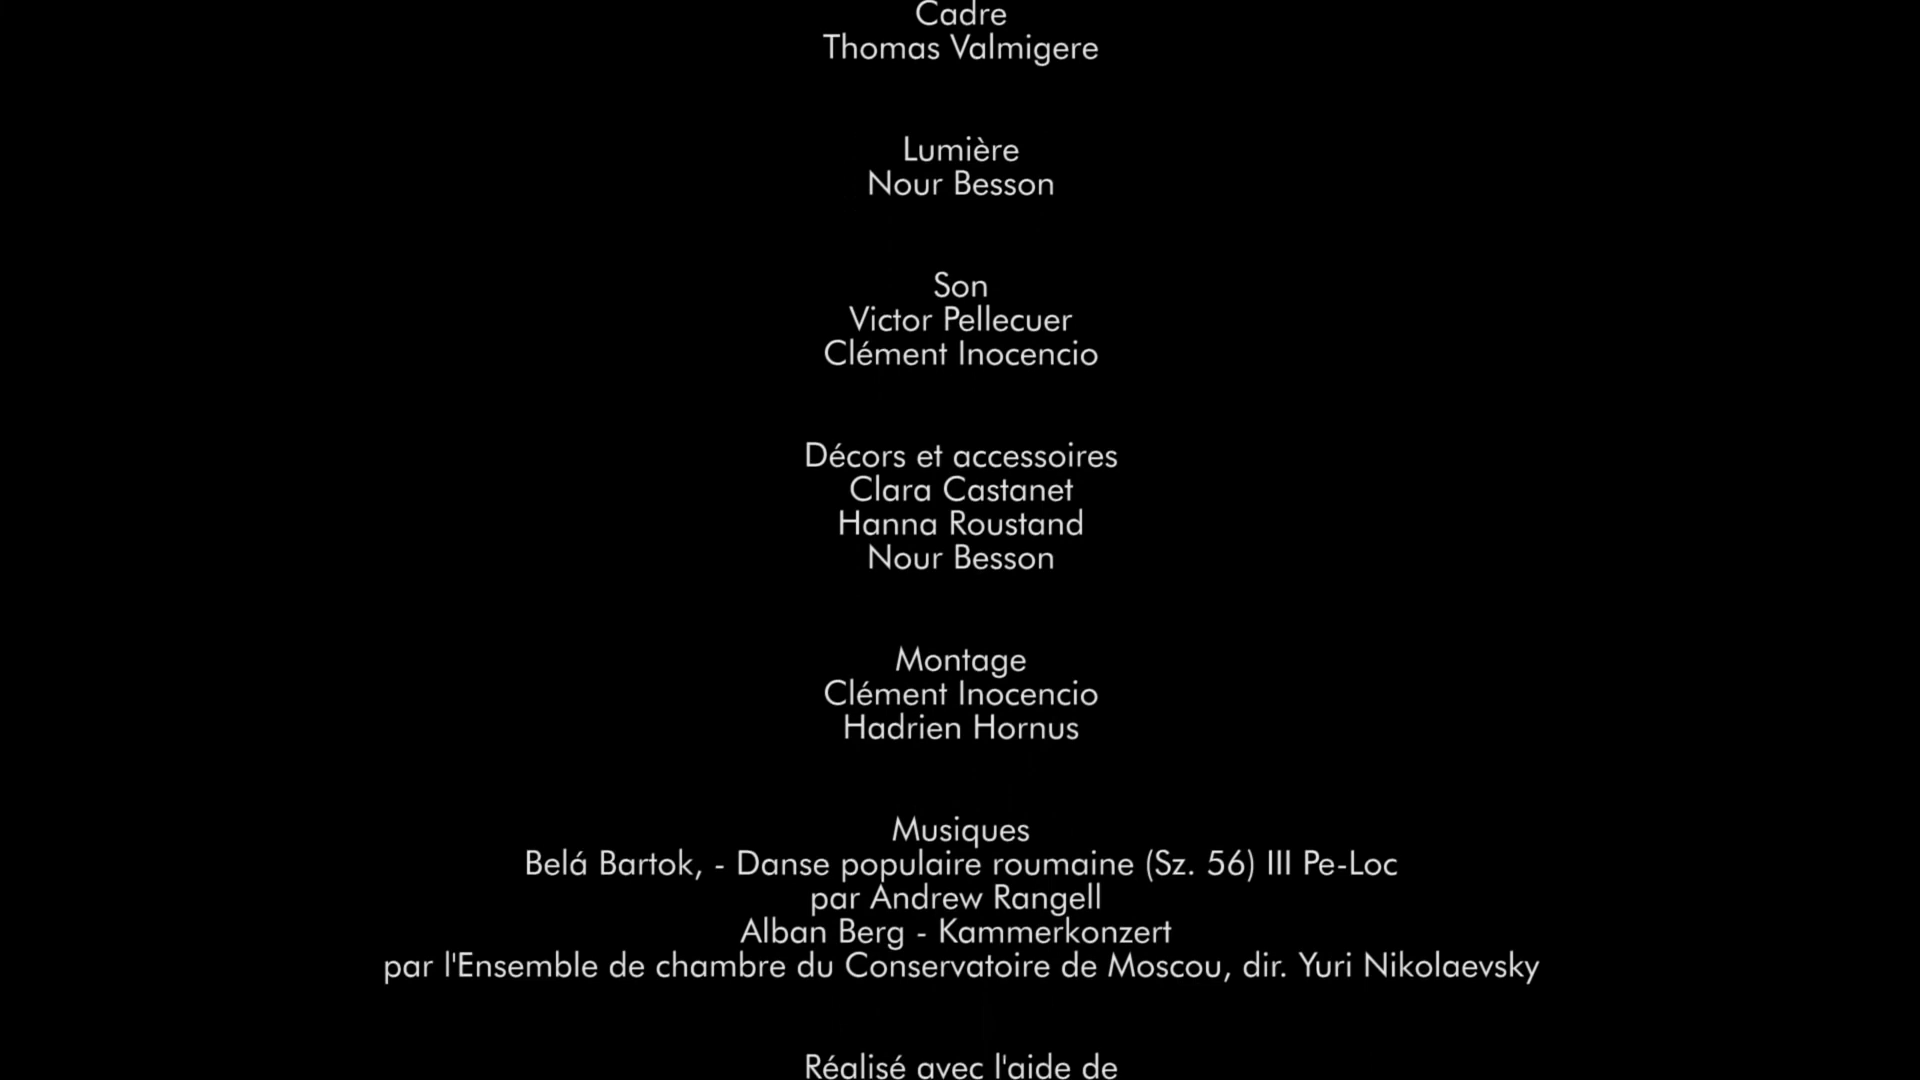 Cadre
Thomas Valmigere
Lumière
Nour Besson
Son
Victor Pellecuer
Clément Inocencio
Décors et accessoires
Clara Castanet
Hanna Roustand
Nour Besson
Montage
Clément Inocencio
Hadrien Hornus
Musiques
Belá Bartok, - Danse populaire roumaine (Sz. 56) III Pe-Loc
par Andrew Rangell
Alban Berg - Kammerkonzert
par l'Ensemble de chambre du Conservatoire de Moscou, dir. Yuri Nikolaevsky
Réalisé avec l'aide de